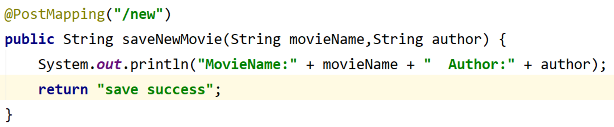 @PostMapping("/new")
public String saveNewMovie(String movieName,String author) {
    System.out.println("MovieName:" + movieName + "  Author:" + author);
    return "save success";
}